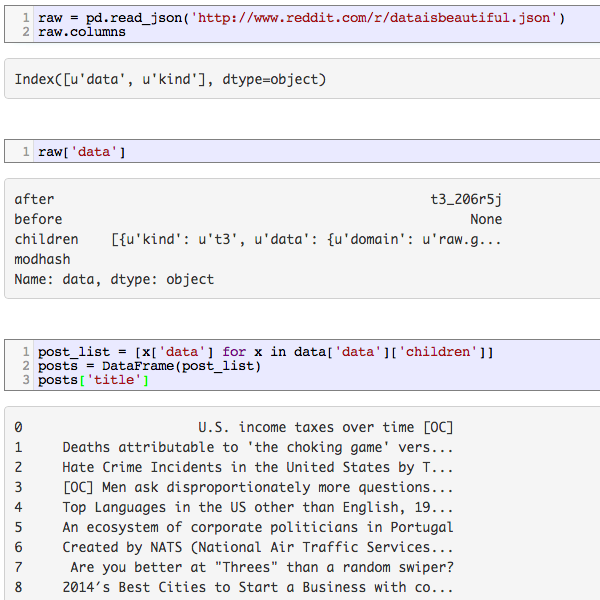 1 raw = pd.read_json('http://www.reddit.com/r/dataisbeautiful.json')
2 raw.columns
Index([u'data', u'kind'], dtype=object)
1 raw['data']
after t3_206r5j
before None
children [{u'kind': u't3', u'data': {u'domain': u'raw.g...
modhash
Name: data, dtype: object
1 post_list = [x['data'] for x in data['data']['children']]
2 posts = DataFrame(post_list)
3 posts['title']
0 U.S. income taxes over time [OC]
1 Deaths attributable to 'the choking game' vers...
2 Hate Crime Incidents in the United States by T...
3 [OC] Men ask disproportionately more questions...
4 Top Languages in the US other than English, 19...
5 An ecosystem of corporate politicians in Portugal
6 Created by NATS (National Air Traffic Services...
7 Are you better at "Threes" than a random swiper?
8 2014′s Best Cities to Start a Business with co...